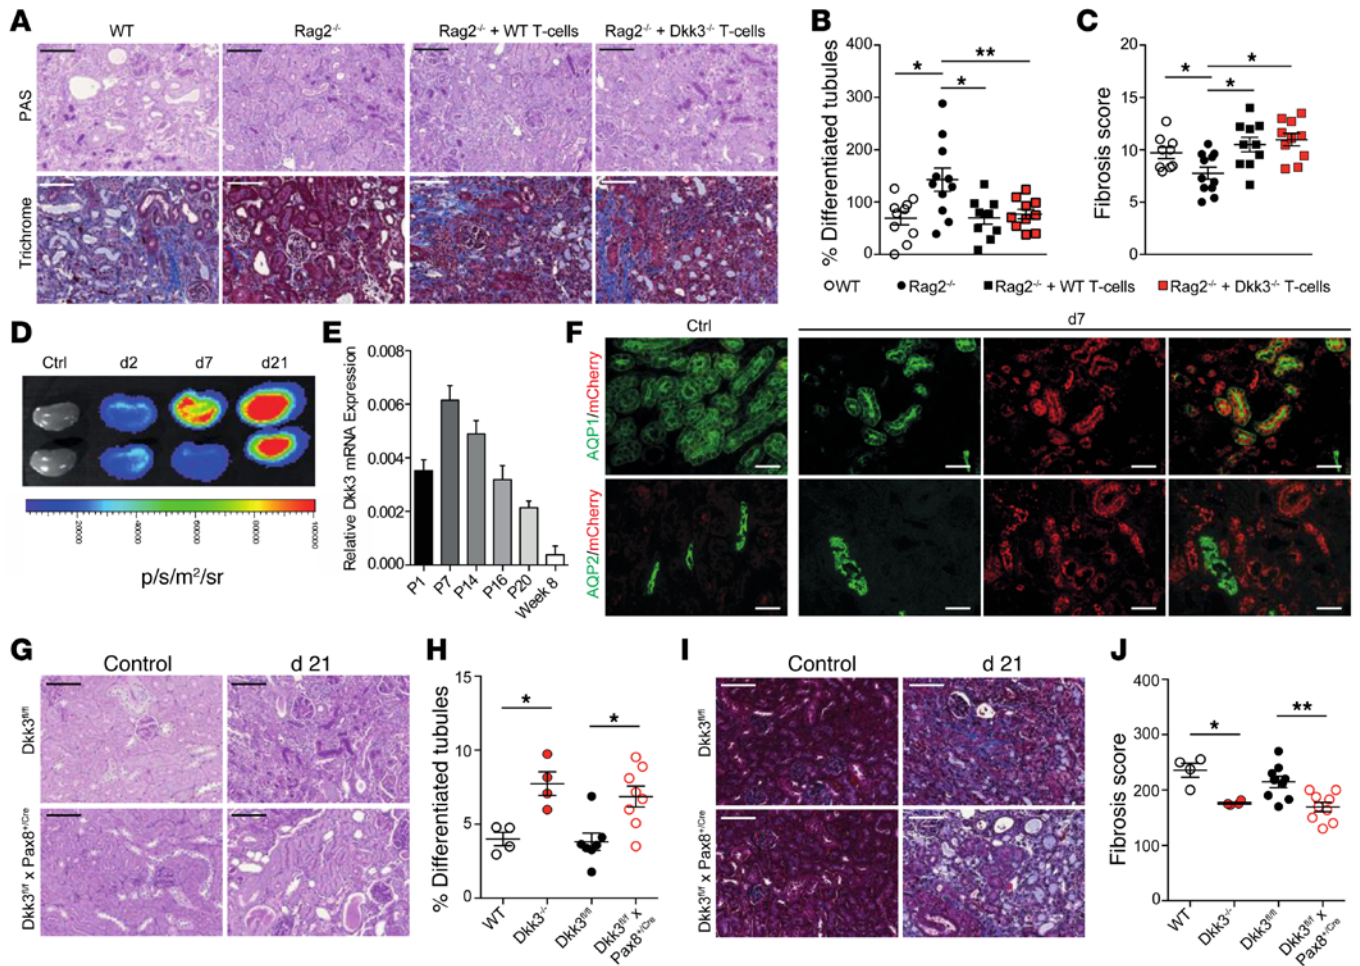 A
WT
Rag2-/-
Rag2-/- + WT T-cells
Rag2-/- + Dkk3-/- T-cells
PAS
Trichrome
B
% Differentiated tubules
400
300
200
100
0
*
**
*
C
Fibrosis score
20
15
10
5
0
*
*
*
WT
Rag2-/-
Rag2-/- + WT T-cells
Rag2-/- + Dkk3-/- T-cells
D
Ctrl
d2
d7
d21
20000
40000
60000
80000
100000
p/s/m2/sr
E
Relative Dkk3 mRNA Expression
0.008
0.006
0.004
0.002
0.000
P1
P7
P14
P16
P20
Week 8
F
Ctrl
d7
AQP1/mCherry
AQP2/mCherry
G
Control
d 21
Dkk3fl/fl
Dkk3fl/f x Pax8+/Cre
H
% Differentiated tubules
15
10
5
0
*
*
WT
Dkk3-/-
Dkk3fl/fl
Dkk3fl/f x
Pax8+/Cre
I
Control
d 21
Dkk3fl/fl
Dkk3fl/f x Pax8+/Cre
J
Fibrosis score
400
300
200
100
0
*
**
WT
Dkk3-/-
Dkk3fl/fl
Dkk3fl/f x
Pax8+/Cre